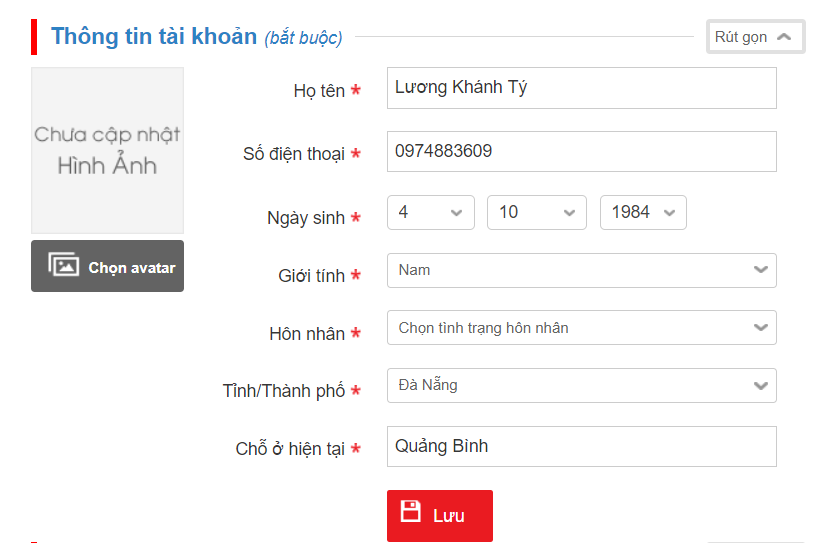 Thông tin tài khoản (bắt buộc)
Rút gọn
Chưa cập nhật
Hình Ảnh
Chọn avatar
Họ tên * Lương Khánh Tý
Số điện thoại * 0974883609
Ngày sinh * 4 10 1984
Giới tính * Nam
Hôn nhân * Chọn tình trạng hôn nhân
Tỉnh/Thành phố * Đà Nẵng
Chỗ ở hiện tại * Quảng Bình
Lưu